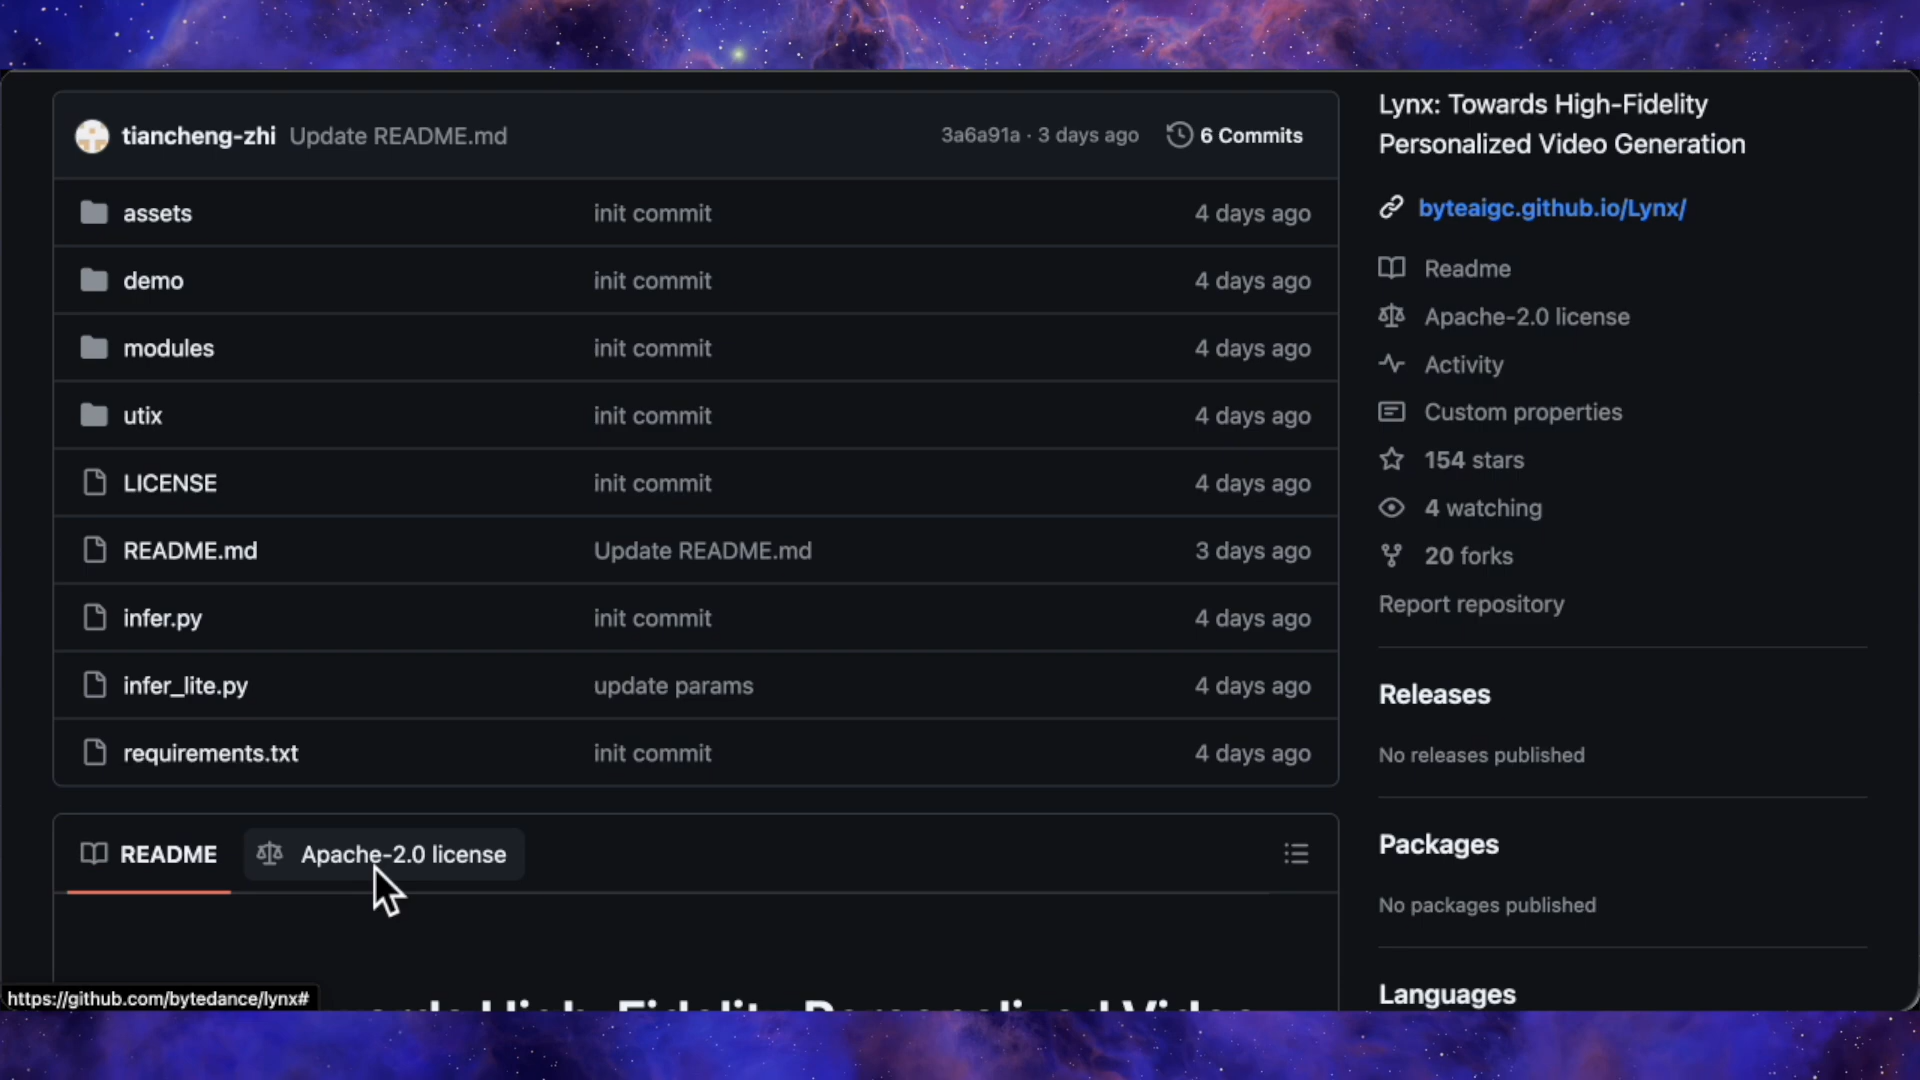 tiancheng-zhi Update README.md 3a6a91a · 3 days ago 6 Commits
assets init commit 4 days ago
demo init commit 4 days ago
modules init commit 4 days ago
utix init commit 4 days ago
LICENSE init commit 4 days ago
README.md Update README.md 3 days ago
infer.py init commit 4 days ago
infer_lite.py update params 4 days ago
requirements.txt init commit 4 days ago
README Apache-2.0 license
High-Fidelity Personalized Video
https://github.com/bytedance/lynx#
Lynx: Towards High-Fidelity
Personalized Video Generation
byteaigc.github.io/Lynx/
Readme
Apache-2.0 license
Activity
Custom properties
154 stars
4 watching
20 forks
Report repository
Releases
No releases published
Packages
No packages published
Languages